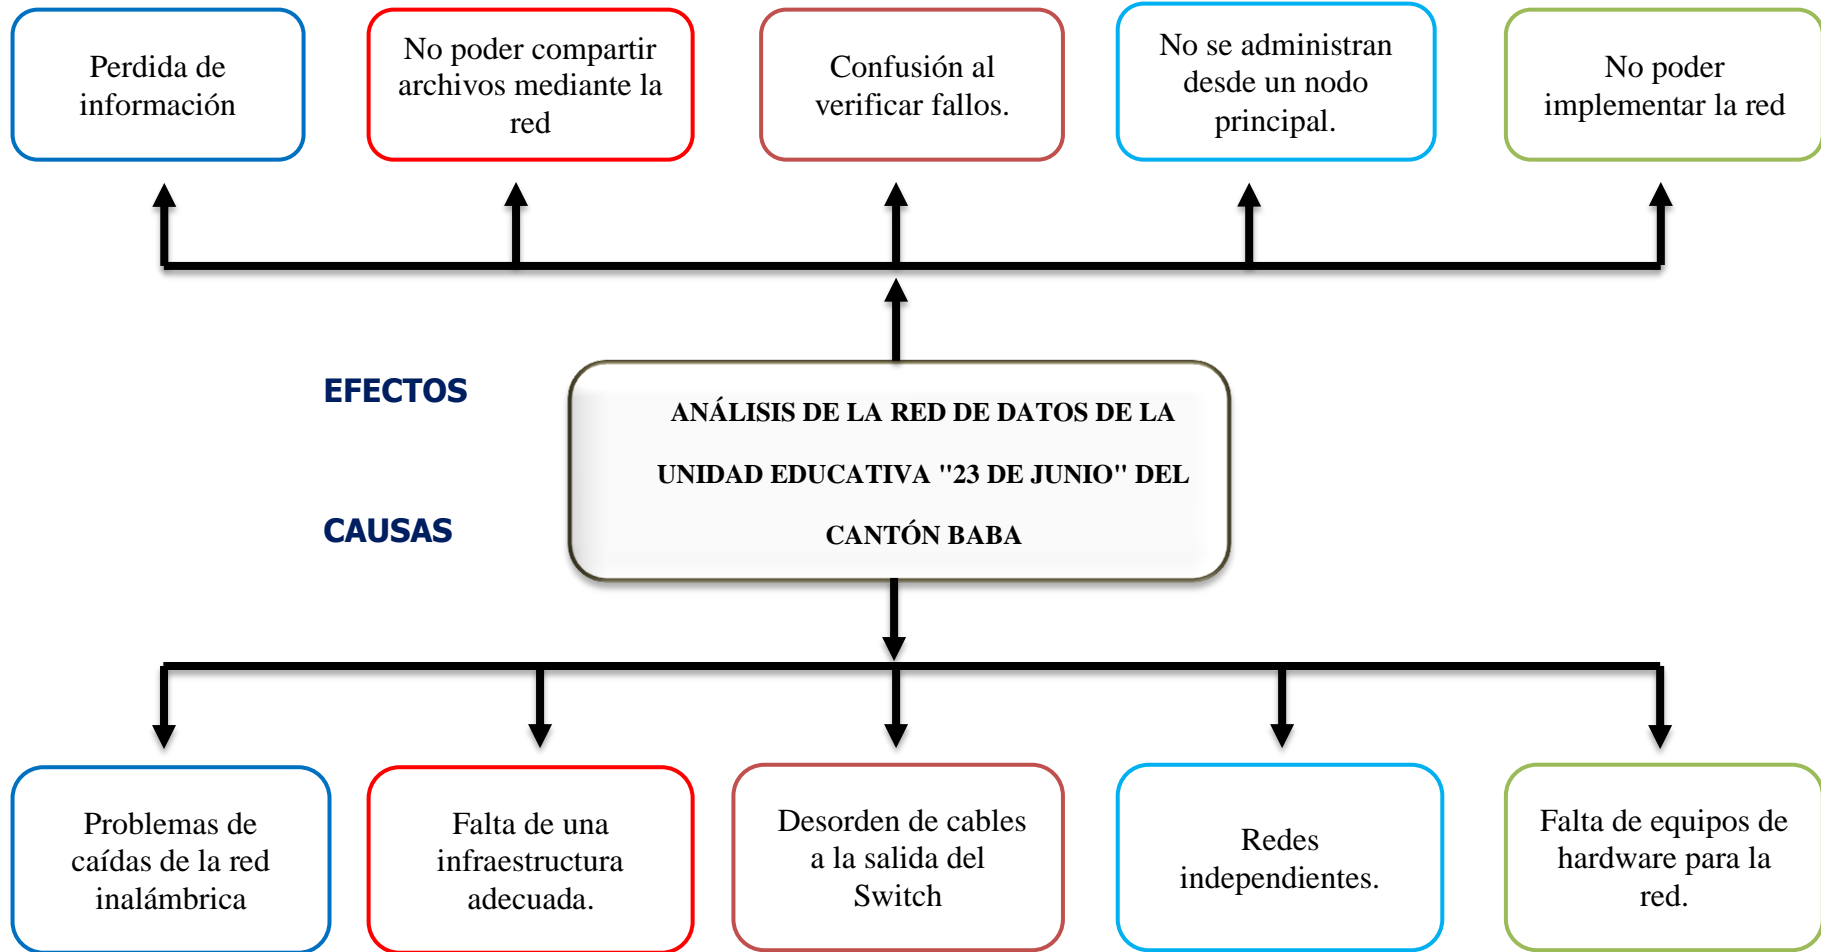 Perdida de
información
No poder compartir
archivos mediante la
red
Confusión al
verificar fallos.
No se administran
desde un nodo
principal.
No poder
implementar la red
EFECTOS
ANÁLISIS DE LA RED DE DATOS DE LA
UNIDAD EDUCATIVA "23 DE JUNIO" DEL
CANTÓN BABA
CAUSAS
Problemas de
caídas de la red
inalámbrica
Falta de una
infraestructura
adecuada.
Desorden de cables
a la salida del
Switch
Redes
independientes.
Falta de equipos de
hardware para la
red.